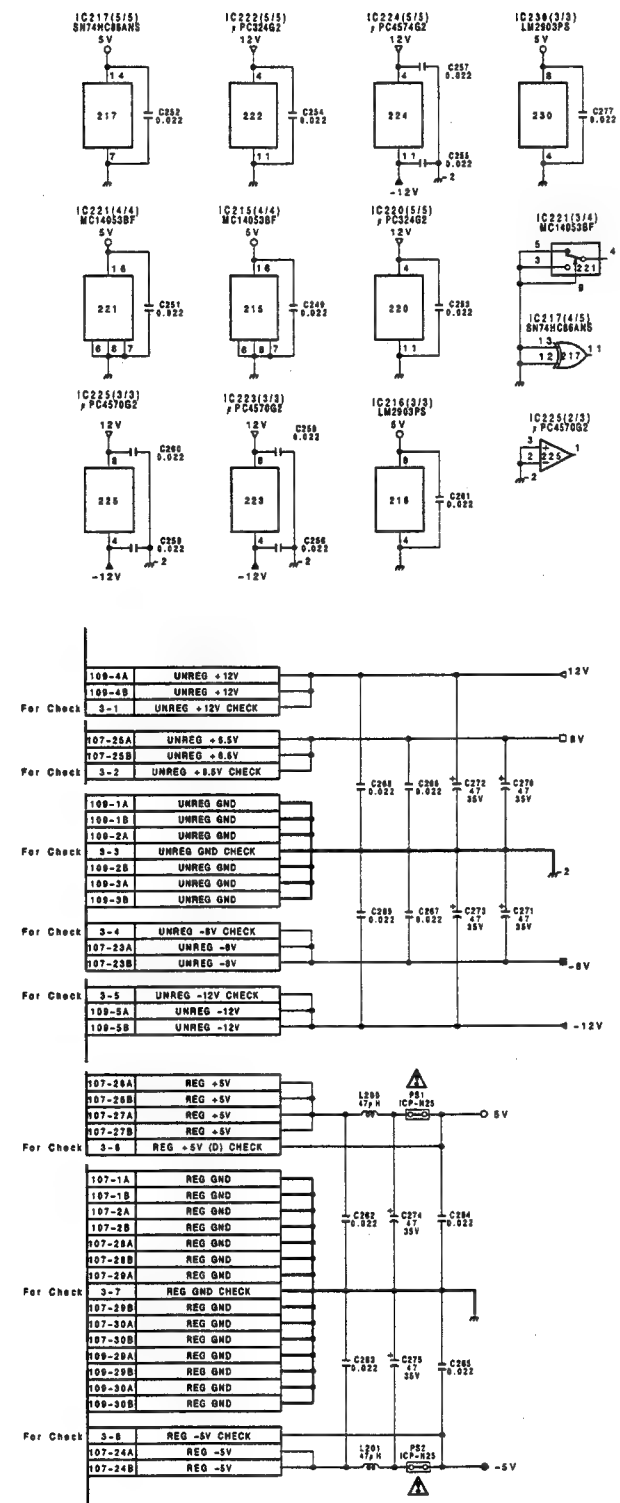 IC217(5/5)
SN74HC86ANS
5V
14
217
7
C252
0.022
IC222(5/5)
μPC324G2
12V
4
222
11
C254
0.022
IC224(5/5)
μPC4574G2
12V
4
C257
0.022
224
11
C255
0.022
2
-12V
IC230(3/3)
LM2903PS
5V
8
230
4
C277
0.022
IC221(4/4)
MC14053BF
5V
16
221
C251
0.022
6 8 7
IC215(4/4)
MC14053BF
5V
16
215
C249
0.022
6 8 7
IC220(5/5)
μPC324G2
12V
4
220
11
C253
0.022
IC221(3/4)
MC14053BF
5
3
4
221
9
IC217(4/5)
SN74HC86ANS
13
12
217
11
IC225(3/3)
μPC4570G2
12V
8
C260
0.022
225
4
C258
0.022
2
-12V
IC223(3/3)
μPC4570G2
12V
8
C259
0.022
223
4
C256
0.022
2
-12V
IC216(3/3)
LM2903PS
5V
8
216
4
C261
0.022
IC225(2/3)
μPC4570G2
3
2
225
1
2
109-4A UNREG +12V
109-4B UNREG +12V
For Check 3-1 UNREG +12V CHECK
12V
107-25A UNREG +8.5V
107-25B UNREG +8.5V
For Check 3-2 UNREG +8.5V CHECK
8V
C268
0.022
C266
0.022
C272
47
35V
C270
47
35V
109-1A UNREG GND
109-1B UNREG GND
109-2A UNREG GND
For Check 3-3 UNREG GND CHECK
109-2B UNREG GND
109-3A UNREG GND
109-3B UNREG GND
2
C269
0.022
C267
0.022
C273
47
35V
C271
47
35V
For Check 3-4 UNREG -8V CHECK
107-23A UNREG -8V
107-23B UNREG -8V
-8V
For Check 3-5 UNREG -12V CHECK
109-5A UNREG -12V
109-5B UNREG -12V
-12V
107-26A REG +5V
107-26B REG +5V
107-27A REG +5V
107-27B REG +5V
For Check 3-6 REG +5V (D) CHECK
L200
47μH
PS1
ICP-N25
5V
107-1A REG GND
107-1B REG GND
107-2A REG GND
107-2B REG GND
107-28A REG GND
107-28B REG GND
107-29A REG GND
For Check 3-7 REG GND CHECK
107-29B REG GND
107-30A REG GND
107-30B REG GND
109-29A REG GND
109-29B REG GND
109-30A REG GND
109-30B REG GND
C262
0.022
C274
47
35V
C264
0.022
C263
0.022
C275
47
35V
C265
0.022
For Check 3-8 REG -5V CHECK
107-24A REG -5V
107-24B REG -5V
L201
47μH
PS2
ICP-N25
-5V